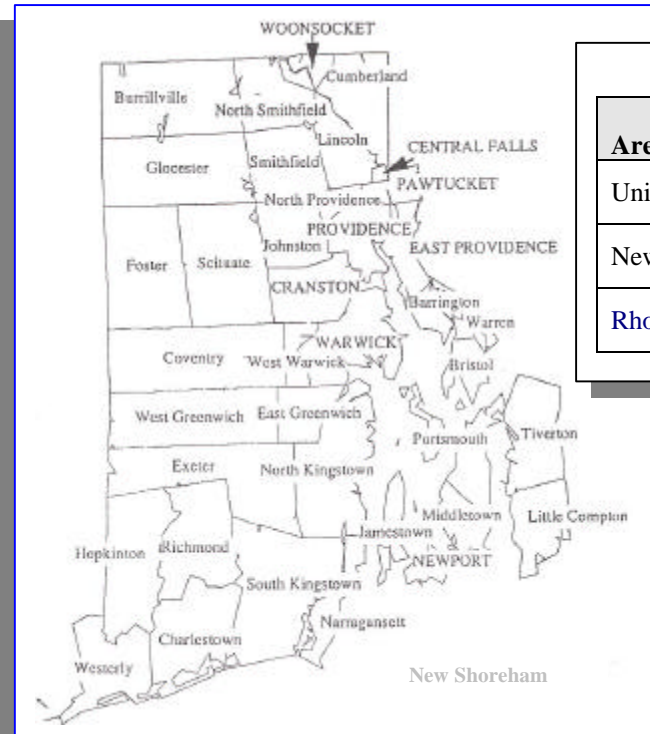 WOONSOCKET
Cumberland
Burrillville
North Smithfield
Lincoln
CENTRAL FALLS
Glocester
Smithfield
PAWTUCKET
North Providence
PROVIDENCE
Johnston
EAST PROVIDENCE
Foster
Scituate
CRANSTON
Barrington
Warren
WARWICK
Coventry
West Warwick
Bristol
West Greenwich
East Greenwich
Portsmouth
Tiverton
Exeter
North Kingstown
Middletown
Little Compton
Jamestown
Hopkinton
Richmond
NEWPORT
South Kingstown
Narragansett
Charlestown
Westerly
New Shoreham
Are
Uni
New
Rho